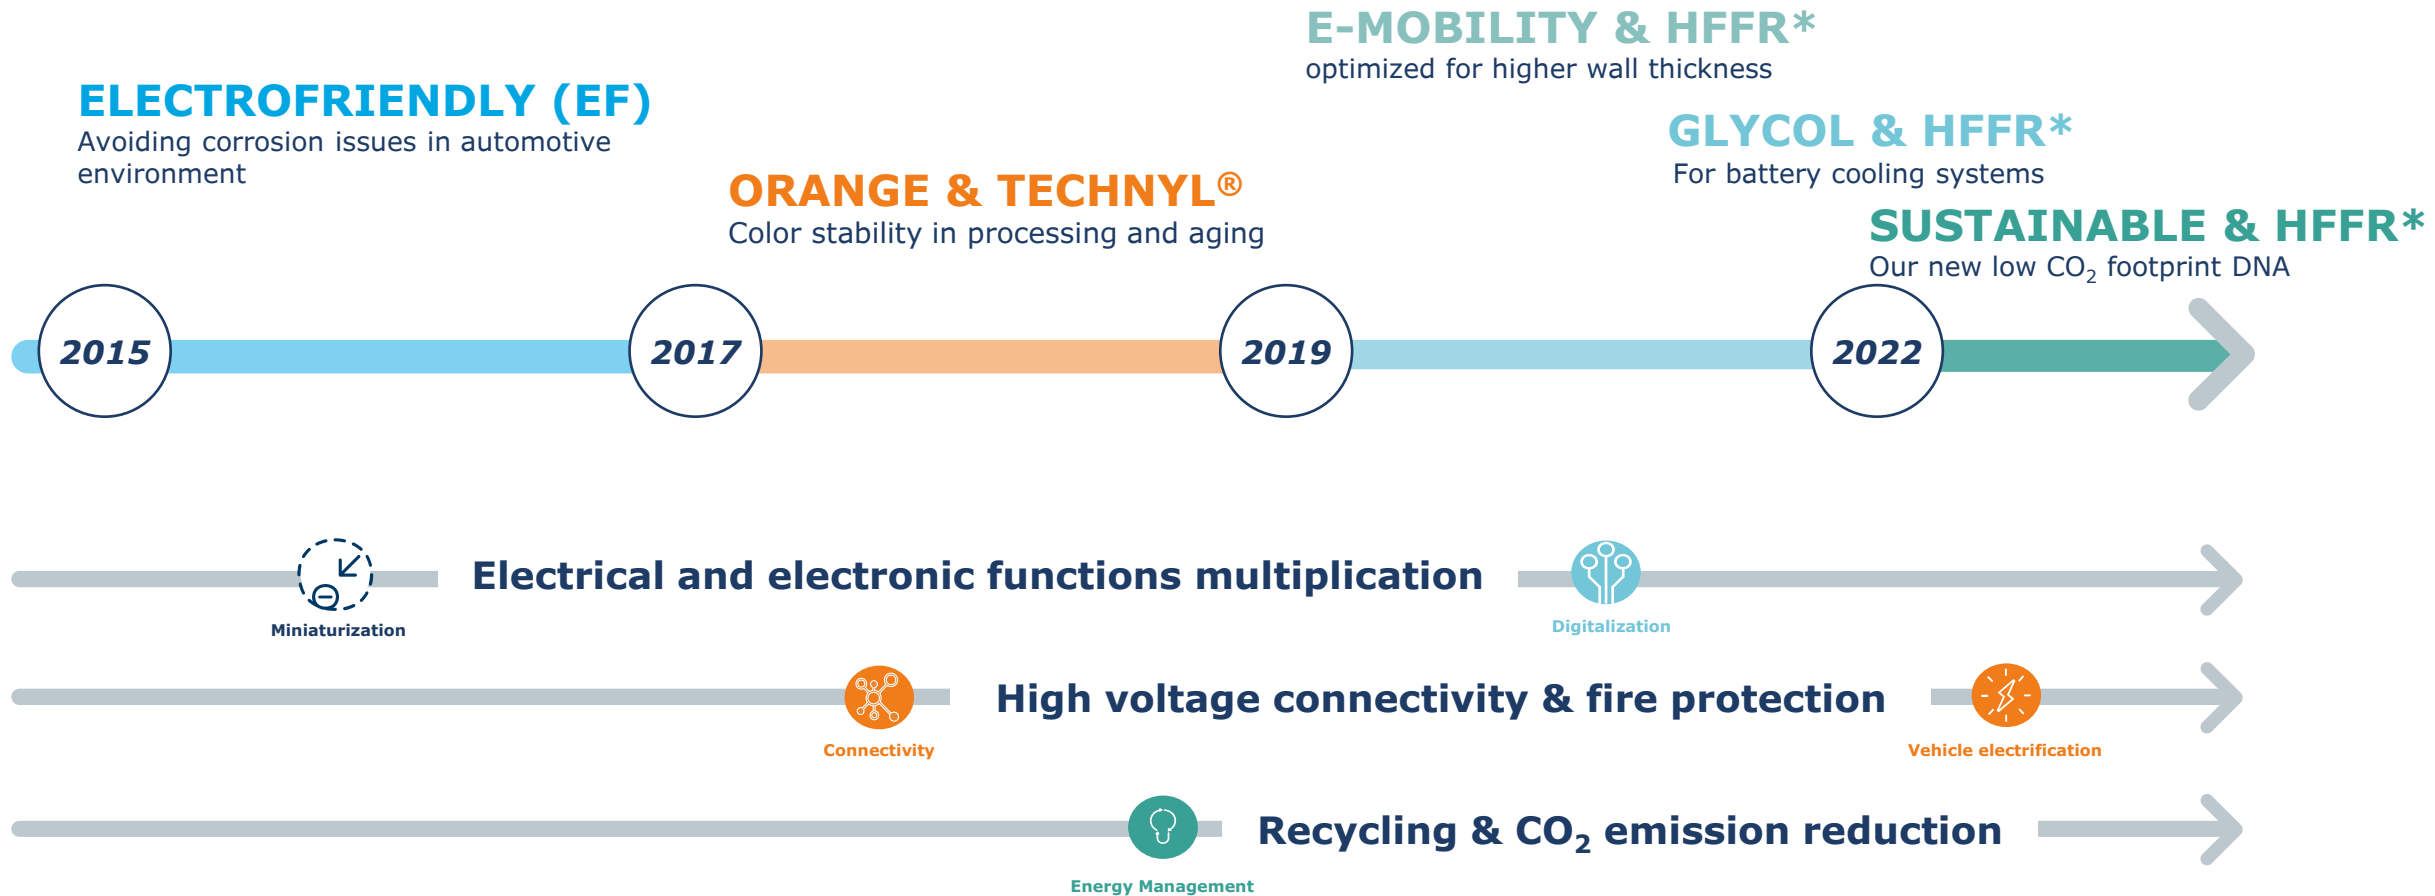 E-MOBILITY & HFFR*
optimized for higher wall thickness
ELECTROFRIENDLY (EF)
Avoiding corrosion issues in automotive
environment
GLYCOL & HFFR*
For battery cooling systems
ORANGE & TECHNYL®
Color stability in processing and aging
SUSTAINABLE & HFFR*
Our new low CO₂ footprint DNA
2015
2017
2019
2022
Electrical and electronic functions multiplication
Miniaturization
Digitalization
High voltage connectivity & fire protection
Connectivity
Vehicle electrification
Recycling & CO₂ emission reduction
Energy Management